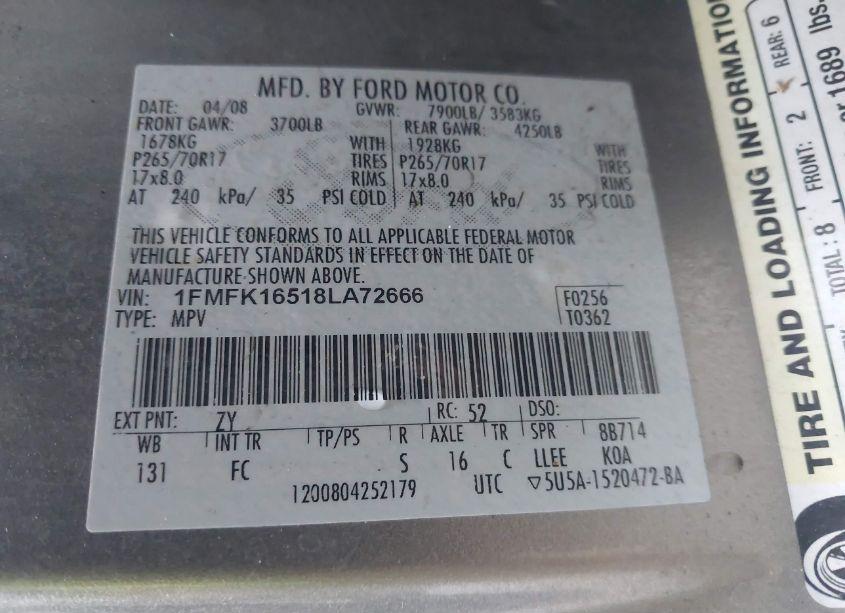 MFD. BY FORD MOTOR CO.
DATE: 04/08 GVWR: 7900LB/ 3583KG
FRONT GAWR: 3700LB REAR GAWR: 4250LB
1678KG WITH 1928KG WITH
P265/70R17 TIRES P265/70R17 TIRES
17x8.0 RIMS 17x8.0 RIMS
AT 240 kPa/ 35 PSI COLD AT 240 kPa/ 35 PSI COLD
THIS VEHICLE CONFORMS TO ALL APPLICABLE FEDERAL MOTOR
VEHICLE SAFETY STANDARDS IN EFFECT ON THE DATE OF
MANUFACTURE SHOWN ABOVE.
VIN: 1FMFK16518LA72666 F0256
TYPE: MPV T0362
EXT PNT: ZY RC: 52 DSO:
WB INT TR TP/PS R AXLE TR SPR 8B714
131 FC S 16 C LLEE KOA
1200804252179 UTC ▽5U5A-1520472-BA
TIRE AND LOADING INFORMATIO
TOTAL: 8 FRONT: 2 REAR: 6
or 1689 lbs.